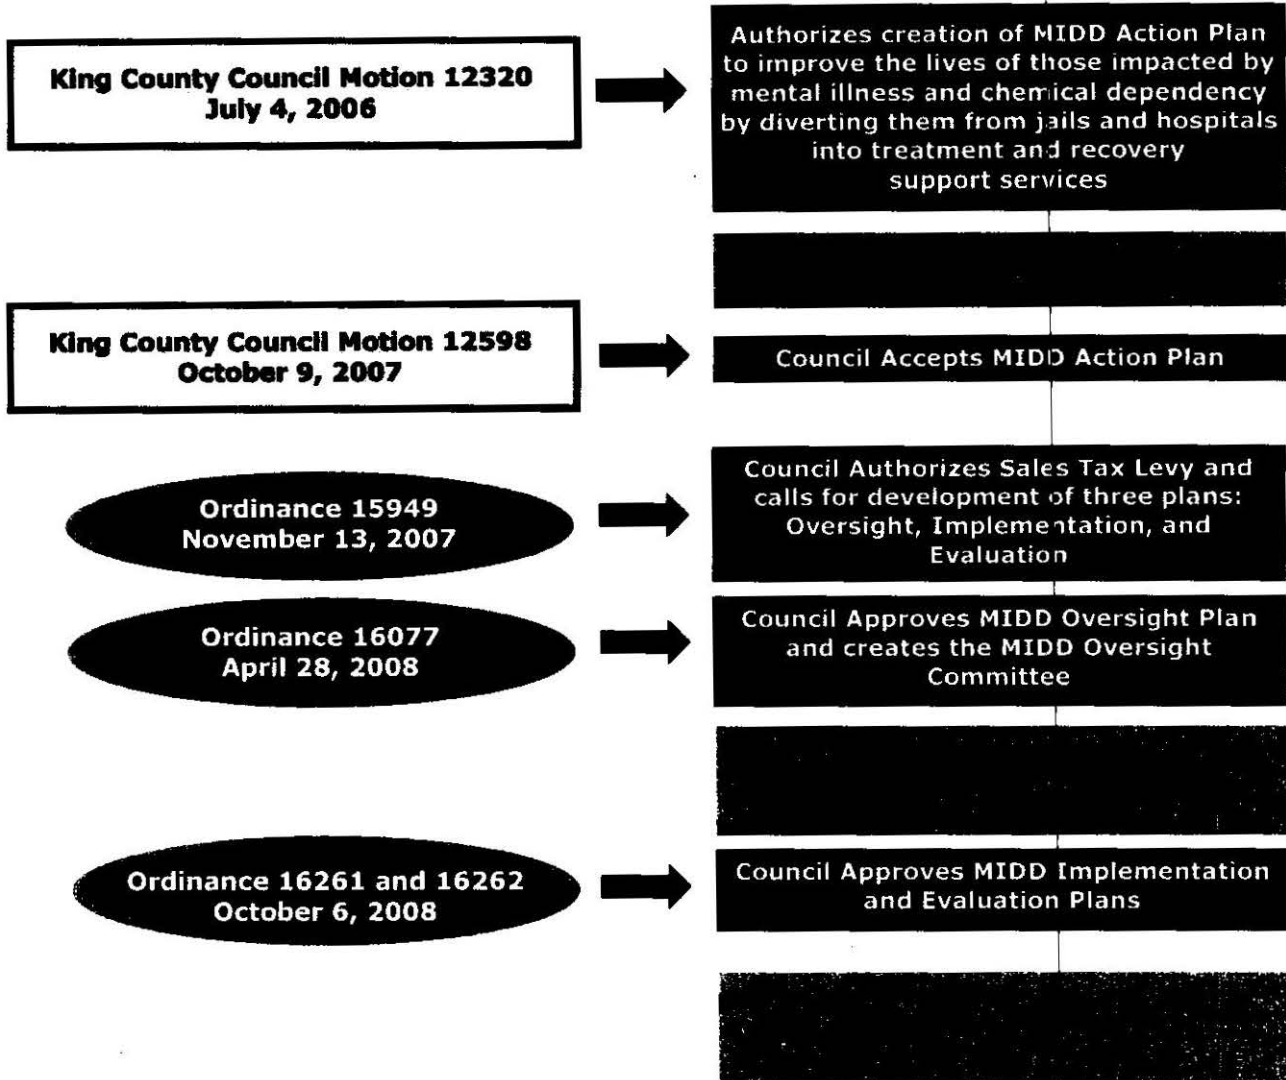 King County Council Motion 12320
July 4, 2006
Authorizes creation of MIDD Action Plan
to improve the lives of those impacted by
mental illness and chemical dependency
by diverting them from jails and hospitals
into treatment and recovery
support services
King County Council Motion 12598
October 9, 2007
Council Accepts MIDD Action Plan
Ordinance 15949
November 13, 2007
Council Authorizes Sales Tax Levy and
calls for development of three plans:
Oversight, Implementation, and
Evaluation
Ordinance 16077
April 28, 2008
Council Approves MIDD Oversight Plan
and creates the MIDD Oversight
Committee
Ordinance 16261 and 16262
October 6, 2008
Council Approves MIDD Implementation
and Evaluation Plans